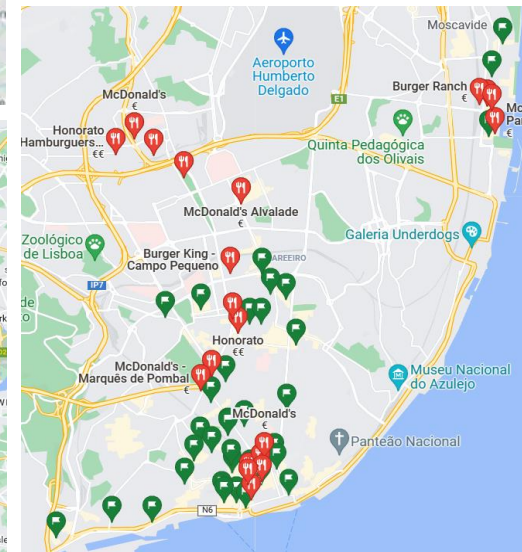 Moscavide
Aeroporto
Humberto
Delgado
McDonald's
€
Burger Ranch
€
E1
Honorato
Hamburguers...
€€
Quinta Pedagógica
dos Olivais
€
McDonald's Alvalade
€
Zoológico
de Lisboa
Galeria Underdogs
Burger King -
Campo Pequeno
AREEIRO
IP7
Honorato
€€
McDonald's -
Marquês de Pombal
€
Museu Nacional
do Azulejo
McDonald's
€
Panteão Nacional
N6